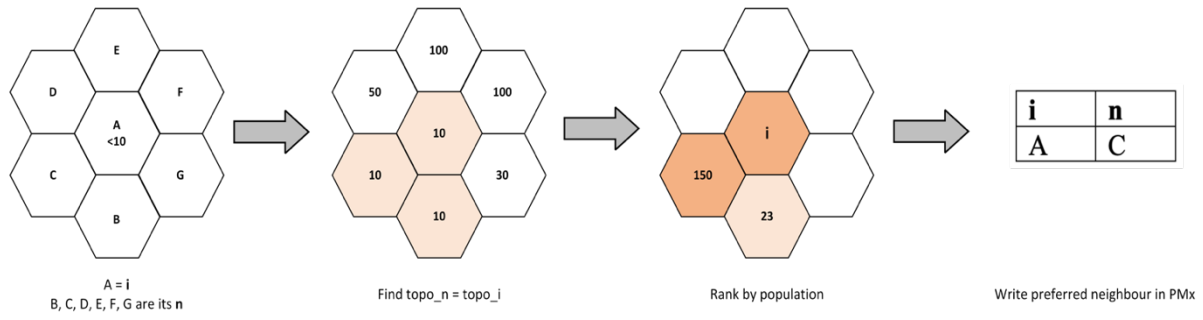 E
D
F
A
<10
C
G
B
A = i
B, C, D, E, F, G are its n
100
50
100
10
10
30
10
Find topo_n = topo_i
i
150
23
Rank by population
i n
A C
Write preferred neighbour in PMx